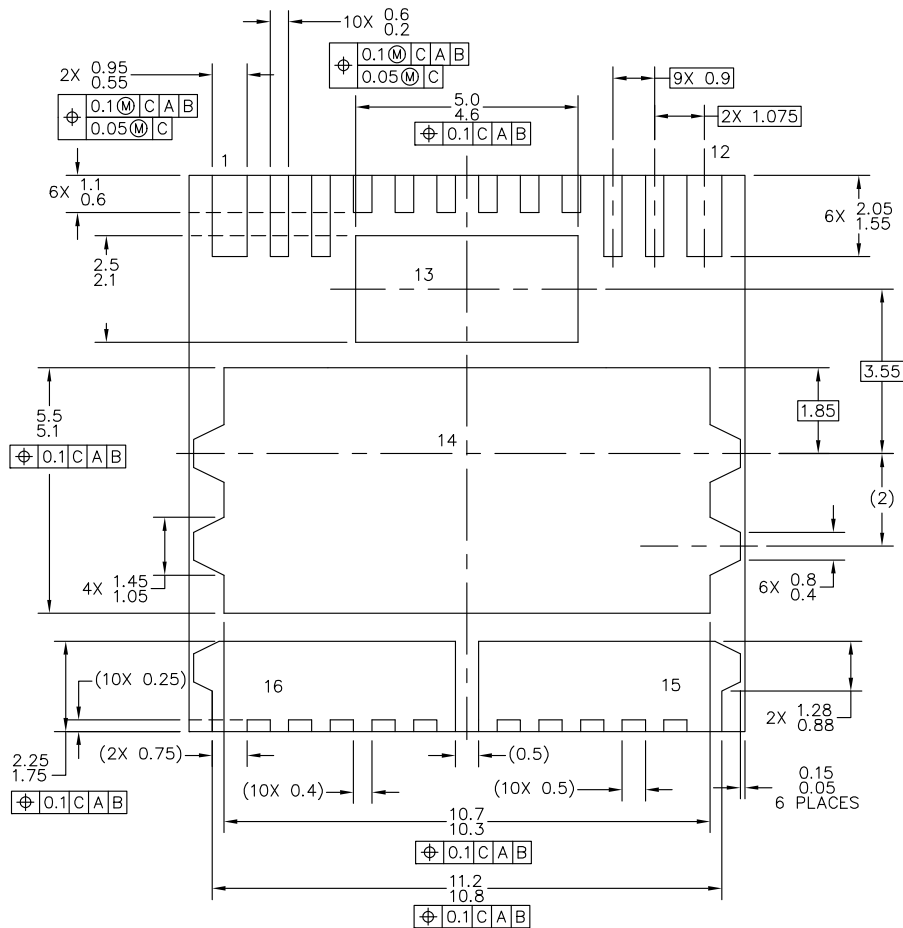 10X 0.6
0.2
⌖ 0.1Ⓜ C A B
0.05Ⓜ C
2X 0.95
0.55
⌖ 0.1Ⓜ C A B
0.05Ⓜ C
5.0
4.6
⌖ 0.1 C A B
9X 0.9
2X 1.075
1
12
6X 1.1
0.6
6X 2.05
1.55
2.5
2.1
13
3.55
1.85
5.5
5.1
⌖ 0.1 C A B
14
(2)
4X 1.45
1.05
6X 0.8
0.4
(10X 0.25)
16
15
2X 1.28
0.88
2.25
1.75
⌖ 0.1 C A B
(2X 0.75)
(0.5)
(10X 0.4)
(10X 0.5)
0.15
0.05
6 PLACES
10.7
10.3
⌖ 0.1 C A B
11.2
10.8
⌖ 0.1 C A B